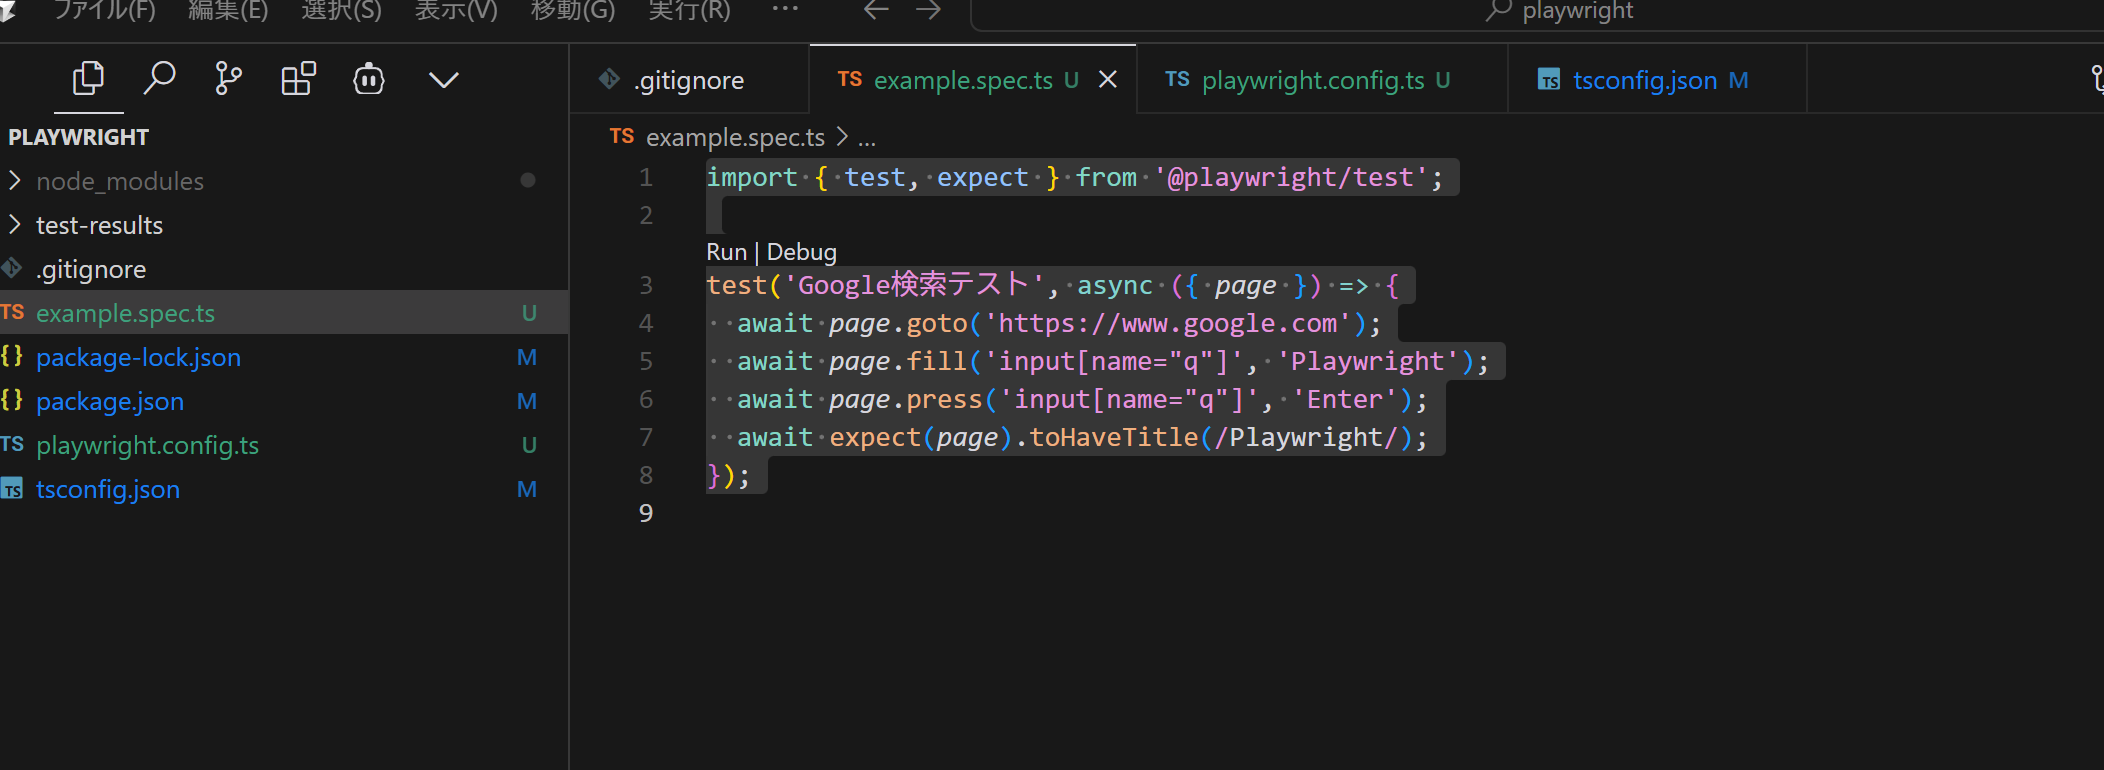 ファイル(F) 編集(E) 選択(S) 表示(V) 移動(G) 実行(R) ··· playwright
.gitignore
TS example.spec.ts U
TS playwright.config.ts U
TS tsconfig.json M
PLAYWRIGHT
node_modules
test-results
.gitignore
TS example.spec.ts U
{} package-lock.json M
{} package.json M
TS playwright.config.ts U
TS tsconfig.json M
TS example.spec.ts > ...
1 import { test, expect } from '@playwright/test';
2
Run | Debug
3 test('Google検索テスト', async ({ page }) => {
4 await page.goto('https://www.google.com');
5 await page.fill('input[name="q"]', 'Playwright');
6 await page.press('input[name="q"]', 'Enter');
7 await expect(page).toHaveTitle(/Playwright/);
8 });
9